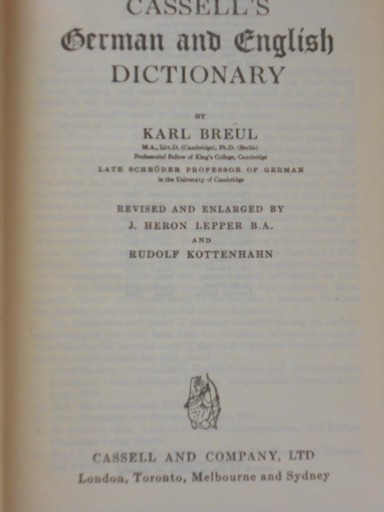 CASSELL'S
German and English
DICTIONARY
BY
KARL BREUL
M.A., Litt.D. (Cambridge), Ph.D. (Berlin)
Professorial Fellow of King's College, Cambridge
LATE SCHRÖDER PROFESSOR OF GERMAN
in the University of Cambridge
REVISED AND ENLARGED BY
J. HERON LEPPER B.A.
AND
RUDOLF KOTTENHAHN
CASSELL AND COMPANY, LTD
London, Toronto, Melbourne and Sydney